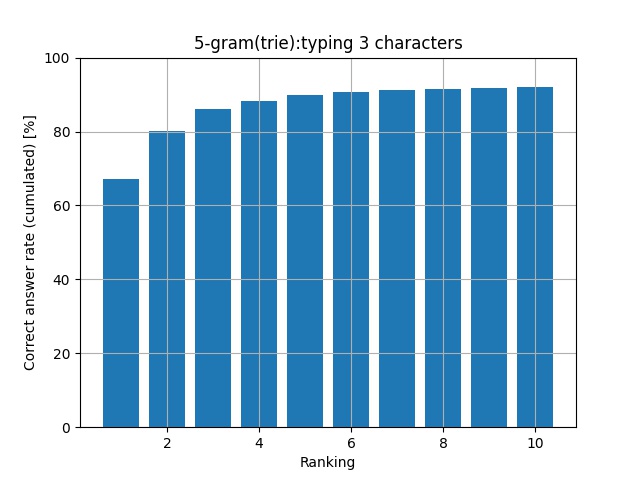 5-gram(trie):typing 3 characters
Correct answer rate (cumulated) [%]
100
80
60
40
20
0
2 4 6 8 10
Ranking